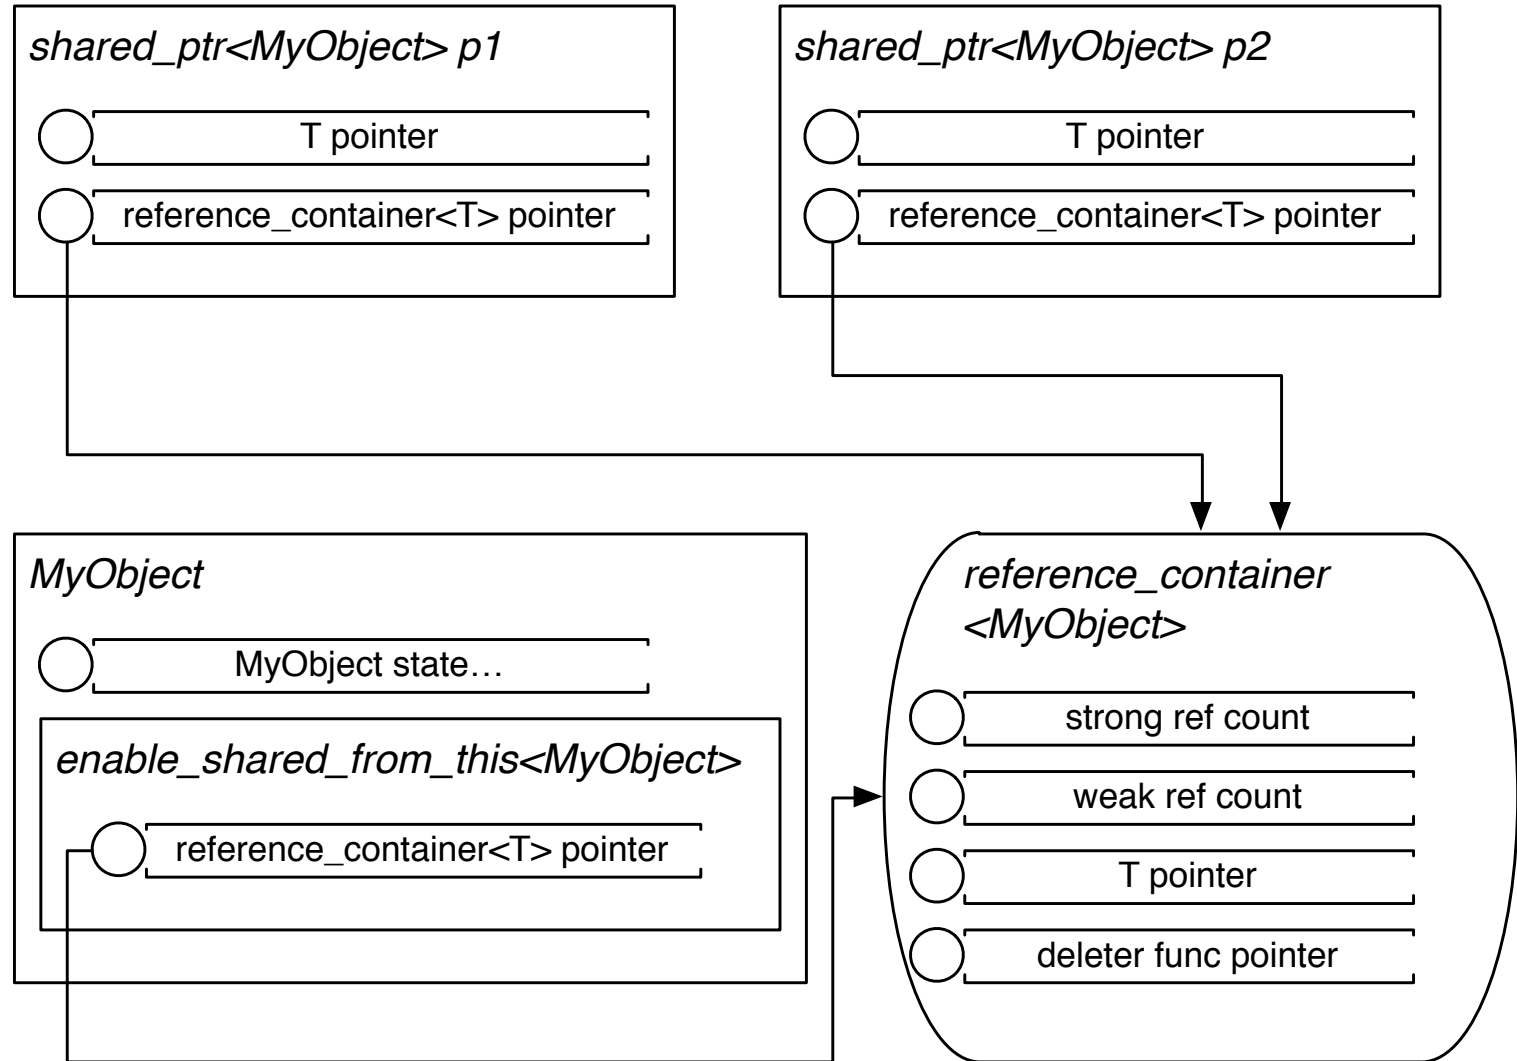 shared_ptr<MyObject> p1
T pointer
reference_container<T> pointer
shared_ptr<MyObject> p2
T pointer
reference_container<T> pointer
MyObject
MyObject state…
enable_shared_from_this<MyObject>
reference_container<T> pointer
reference_container
<MyObject>
strong ref count
weak ref count
T pointer
deleter func pointer